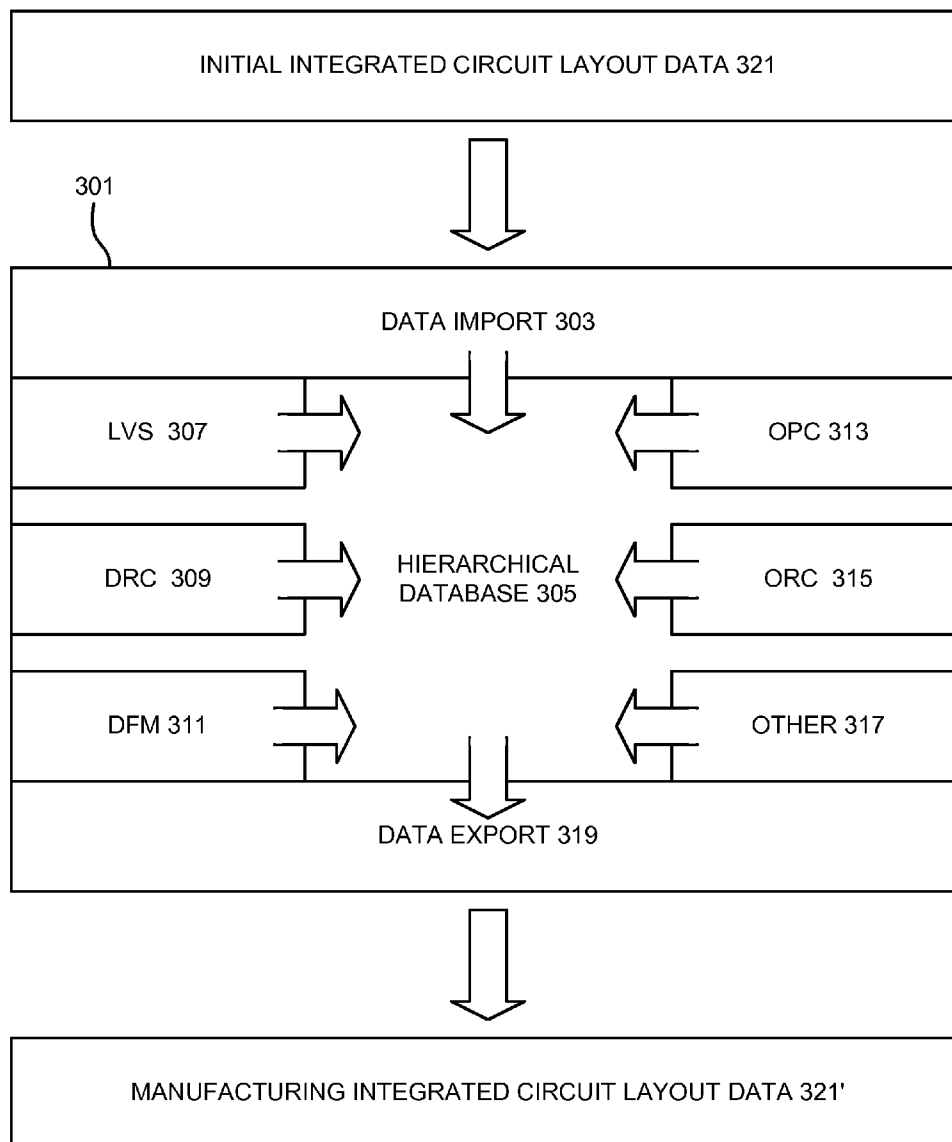 INITIAL INTEGRATED CIRCUIT LAYOUT DATA 321
301
DATA IMPORT 303
LVS 307
OPC 313
DRC 309
HIERARCHICAL
DATABASE 305
ORC 315
DFM 311
OTHER 317
DATA EXPORT 319
MANUFACTURING INTEGRATED CIRCUIT LAYOUT DATA 321'